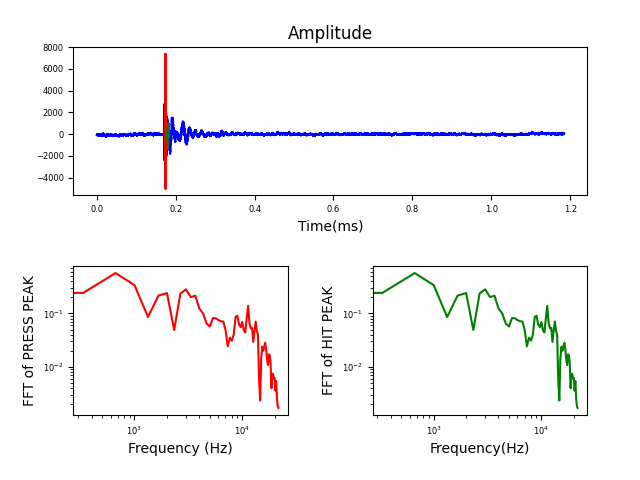 Amplitude
8000
6000
4000
2000
0
−2000
−4000
0.0 0.2 0.4 0.6 0.8 1.0 1.2
Time(ms)
FFT of PRESS PEAK
10⁻¹
10⁻²
10³ 10⁴
Frequency (Hz)
FFT of HIT PEAK
10⁻¹
10⁻²
10³ 10⁴
Frequency(Hz)